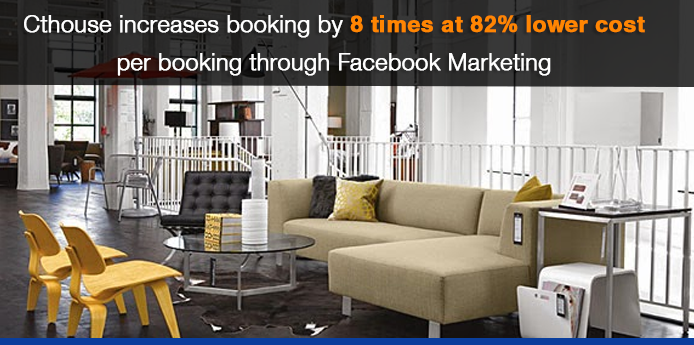 Cthouse increases booking by 8 times at 82% lower cost
per booking through Facebook Marketing